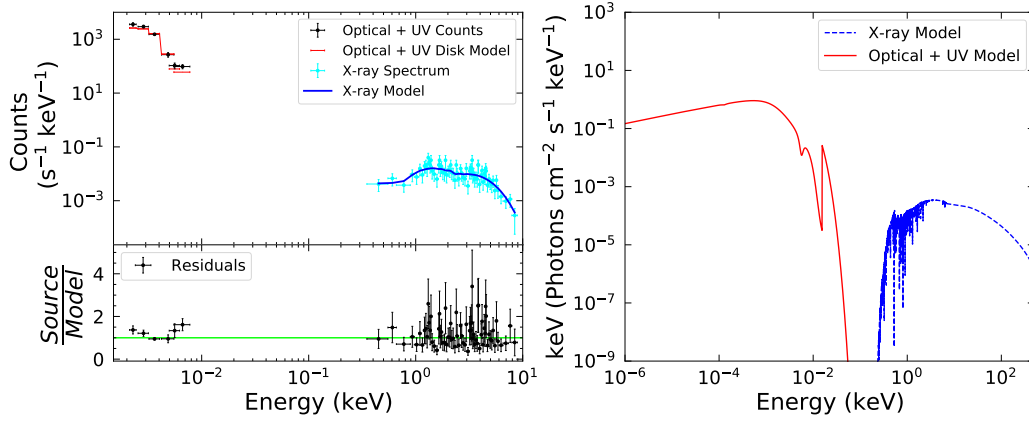 Counts
(s⁻¹ keV⁻¹)
10³
10¹
10⁻¹
10⁻³
Optical + UV Counts
Optical + UV Disk Model
X-ray Spectrum
X-ray Model
Source
Model
4
2
0
Residuals
10⁻²
10⁻¹
10⁰
10¹
Energy (keV)
keV (Photons cm⁻² s⁻¹ keV⁻¹)
10³
10¹
10⁻¹
10⁻³
10⁻⁵
10⁻⁷
10⁻⁹
X-ray Model
Optical + UV Model
10⁻⁶
10⁻⁴
10⁻²
10⁰
10²
Energy (keV)